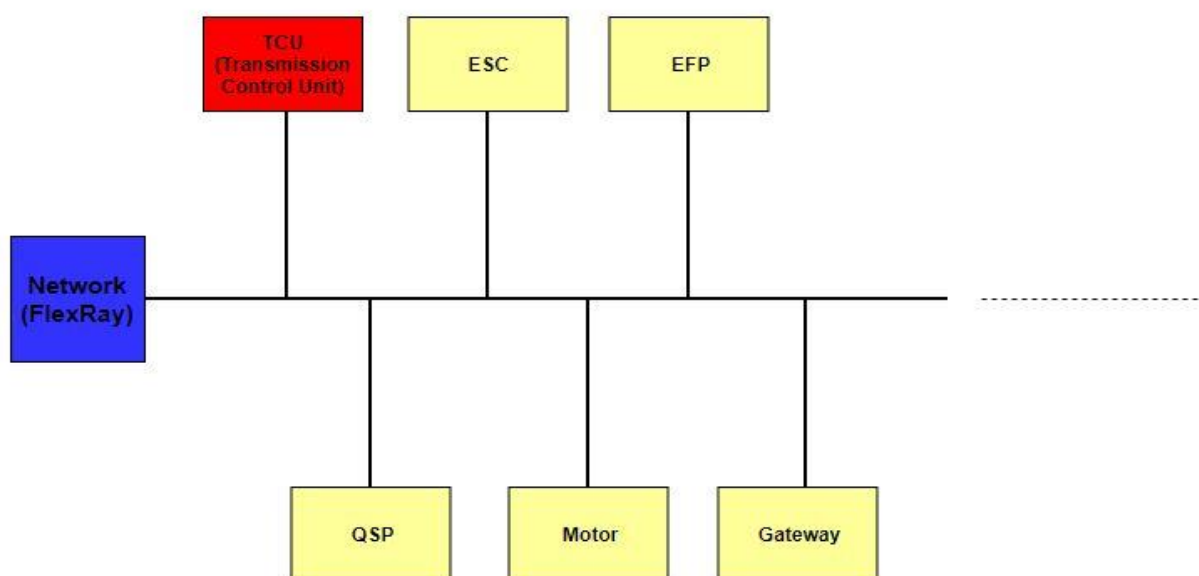 TCU
(Transmission
Control Unit)
ESC
EFP
Network
(FlexRay)
QSP
Motor
Gateway